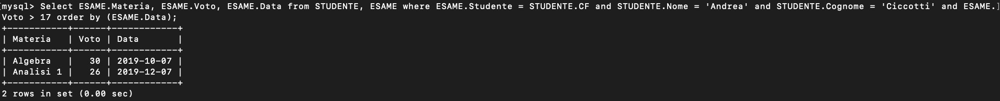 [mysql> Select ESAME.Materia, ESAME.Voto, ESAME.Data from STUDENTE, ESAME where ESAME.Studente = STUDENTE.CF and STUDENTE.Nome = 'Andrea' and STUDENTE.Cognome = 'Ciccotti' and ESAME.]
Voto > 17 order by (ESAME.Data);
+-----------+------+------------+
| Materia   | Voto | Data       |
+-----------+------+------------+
| Algebra   |   30 | 2019-10-07 |
| Analisi 1 |   26 | 2019-12-07 |
+-----------+------+------------+
2 rows in set (0.00 sec)